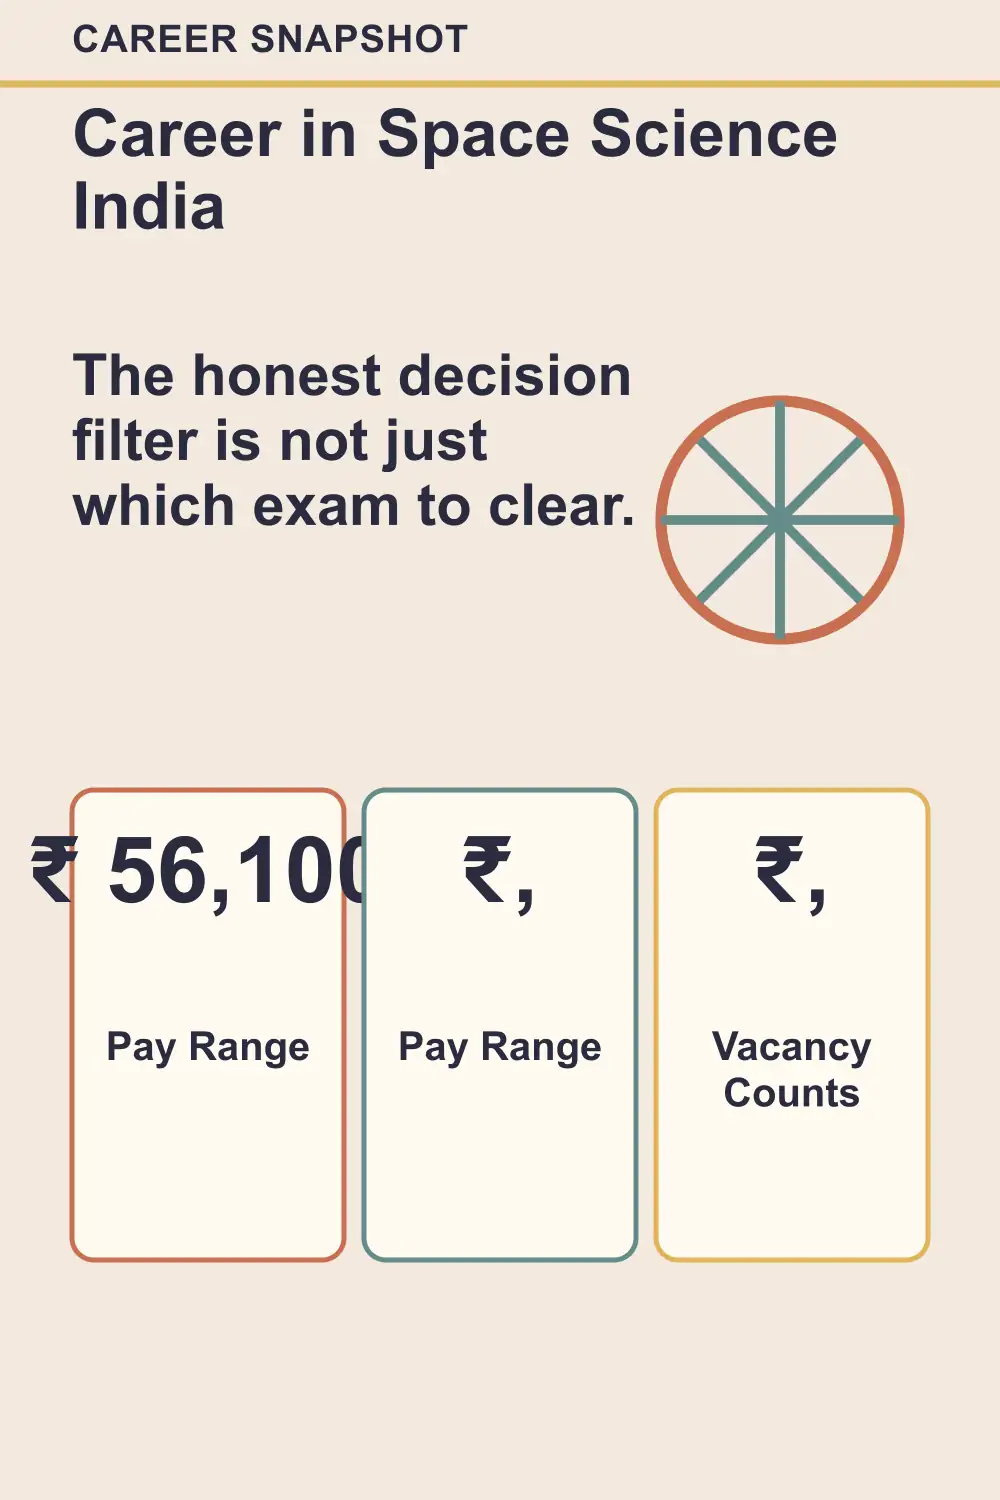 CAREER SNAPSHOT
Career in Space Science
India
The honest decision
filter is not just
which exam to clear.
₹ 56,100
₹,
₹,
Pay Range
Pay Range
Vacancy
Counts